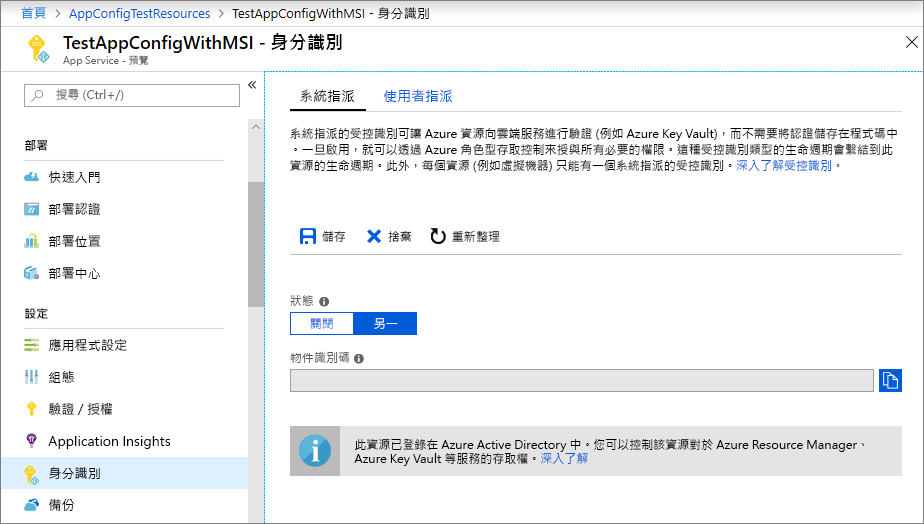 首頁 > AppConfigTestResources > TestAppConfigWithMSI - 身分識別
TestAppConfigWithMSI - 身分識別
App Service - 預覽
搜尋 (Ctrl+/)
部署
快速入門
部署認證
部署位置
部署中心
設定
應用程式設定
組態
驗證 / 授權
Application Insights
身分識別
備份
系統指派 使用者指派
系統指派的受控識別可讓 Azure 資源向雲端服務進行驗證 (例如 Azure Key Vault)，而不需要將認證儲存在程式碼中
。一旦啟用，就可以透過 Azure 角色型存取控制來授與所有必要的權限。這種受控識別類型的生命週期會繫結到此
資源的生命週期。此外，每個資源 (例如虛擬機器) 只能有一個系統指派的受控識別。深入了解受控識別。
儲存 捨棄 重新整理
狀態
關閉 另一
物件識別碼
此資源已登錄在 Azure Active Directory 中。您可以控制該資源對於 Azure Resource Manager、
Azure Key Vault 等服務的存取權。深入了解